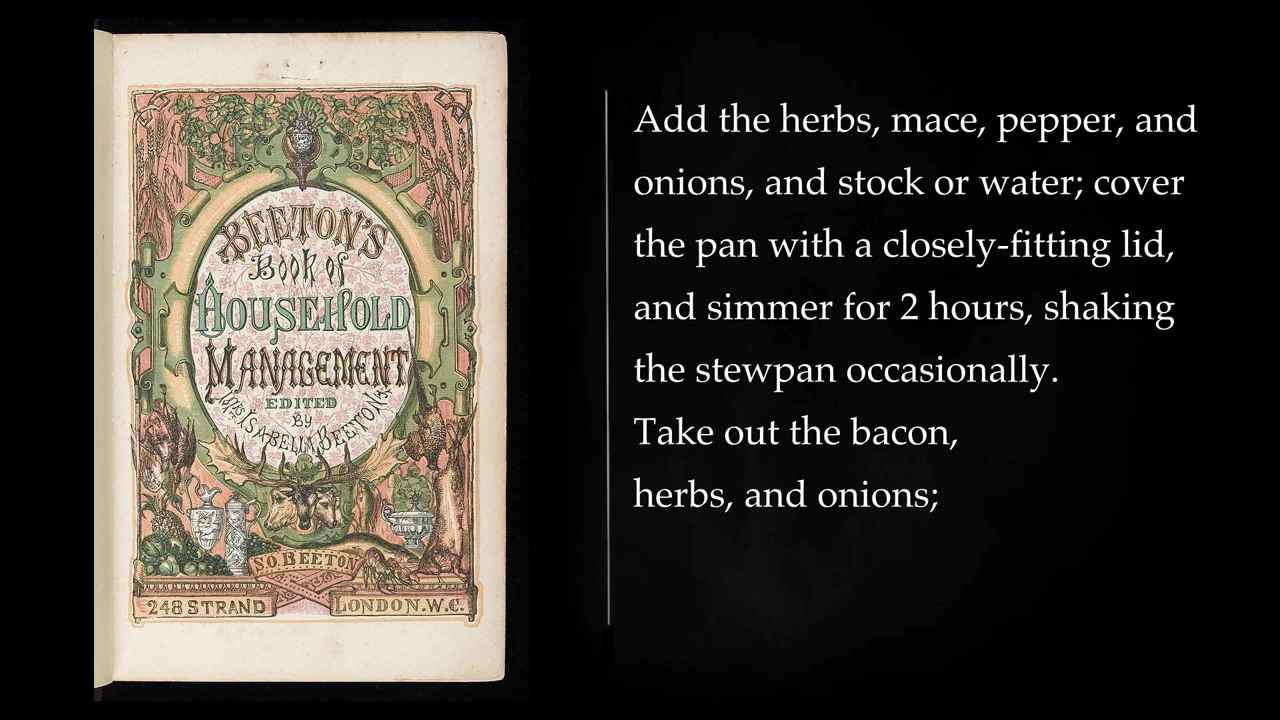 BEETON'S
Book of
HOUSEHOLD
MANAGEMENT
EDITED
BY
MRS ISABELLA BEETON
S.O. BEETON
248 STRAND
LONDON. W.C.
Add the herbs, mace, pepper, and
onions, and stock or water; cover
the pan with a closely-fitting lid,
and simmer for 2 hours, shaking
the stewpan occasionally.
Take out the bacon,
herbs, and onions;